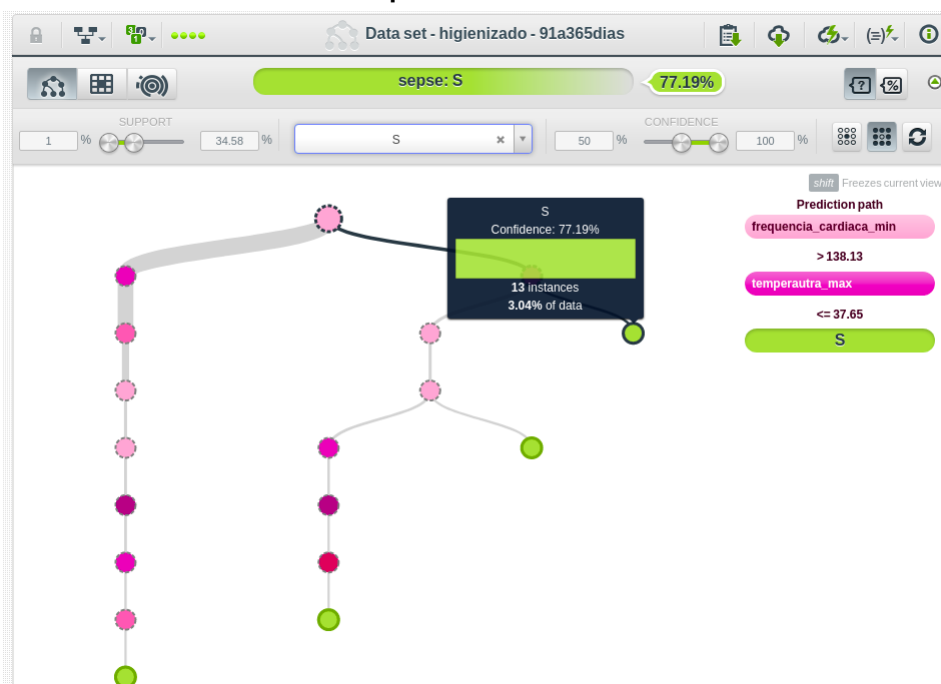 Data set - higienizado - 91a365dias
sepse: S
77.19%
SUPPORT
1 %
34.58 %
S
CONFIDENCE
50 %
100 %
shift Freezes current view
Prediction path
frequencia_cardiaca_min
> 138.13
temperautra_max
<= 37.65
S
S
Confidence: 77.19%
13 instances
3.04% of data